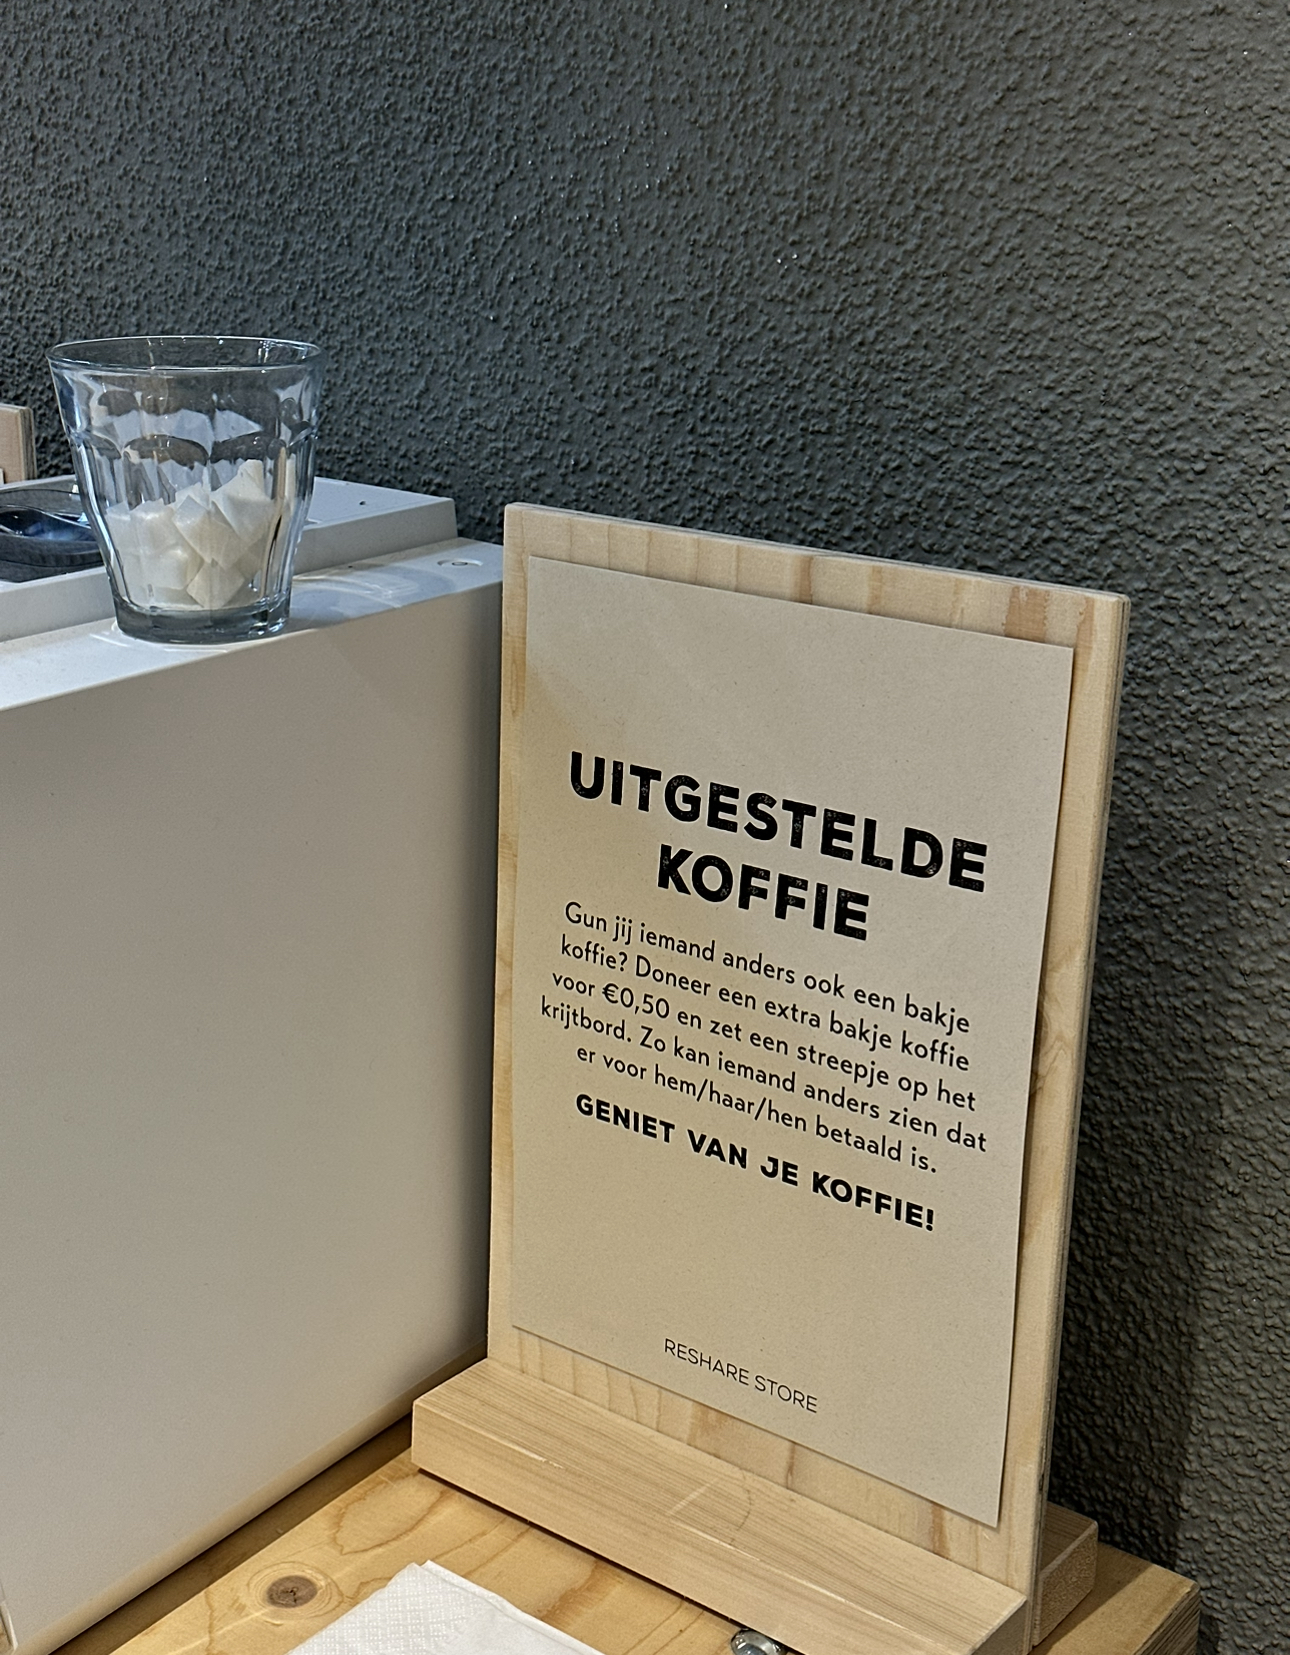 UITGESTELDE
KOFFIE
Gun jij iemand anders ook een bakje
koffie? Doneer een extra bakje koffie
voor €0,50 en zet een streepje op het
krijtbord. Zo kan iemand anders zien dat
er voor hem/haar/hen betaald is.
GENIET VAN JE KOFFIE!
RESHARE STORE